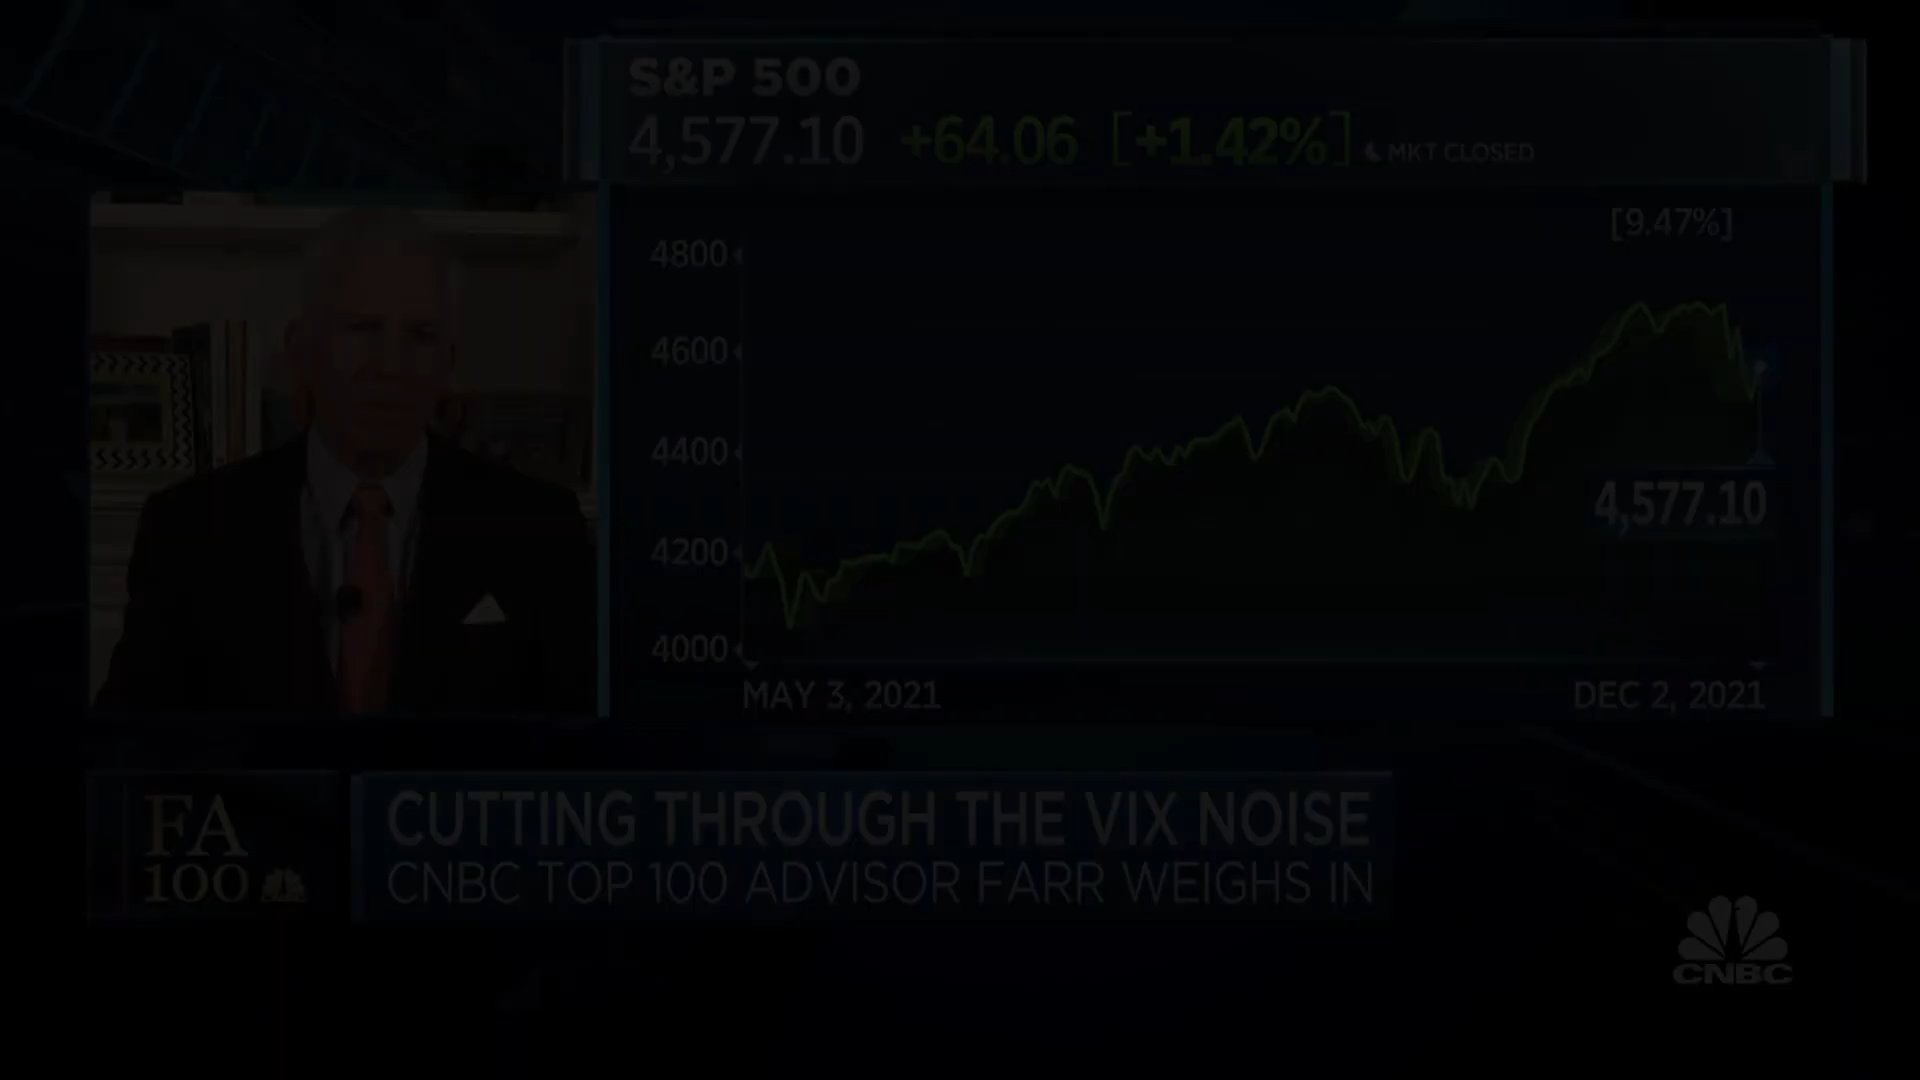 S&P 500
4,577.10 +64.06 [+1.42%] MKT CLOSED
[9.47%]
4800
4600
4400
4200
4000
4,577.10
MAY 3, 2021 DEC 2, 2021
FA
100
CUTTING THROUGH THE VIX NOISE
CNBC TOP 100 ADVISOR FARR WEIGHS IN
CNBC